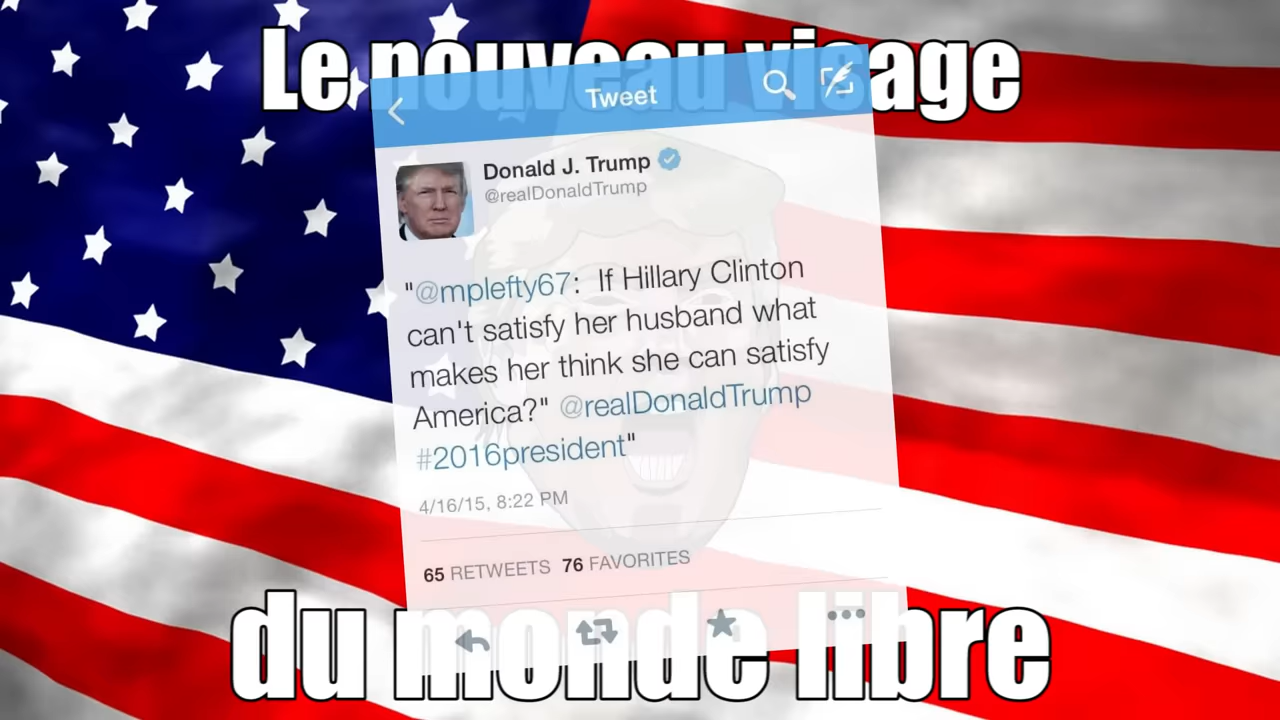 Le nouveau visage
Tweet
Donald J. Trump
@realDonaldTrump
"@mplefty67: If Hillary Clinton
can't satisfy her husband what
makes her think she can satisfy
America?" @realDonaldTrump
#2016president"
4/16/15, 8:22 PM
65 RETWEETS 76 FAVORITES
du monde libre